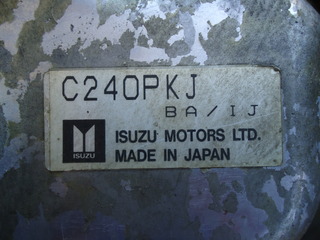 C240PKJ
BA/IJ
ISUZU
ISUZU MOTORS LTD.
MADE IN JAPAN